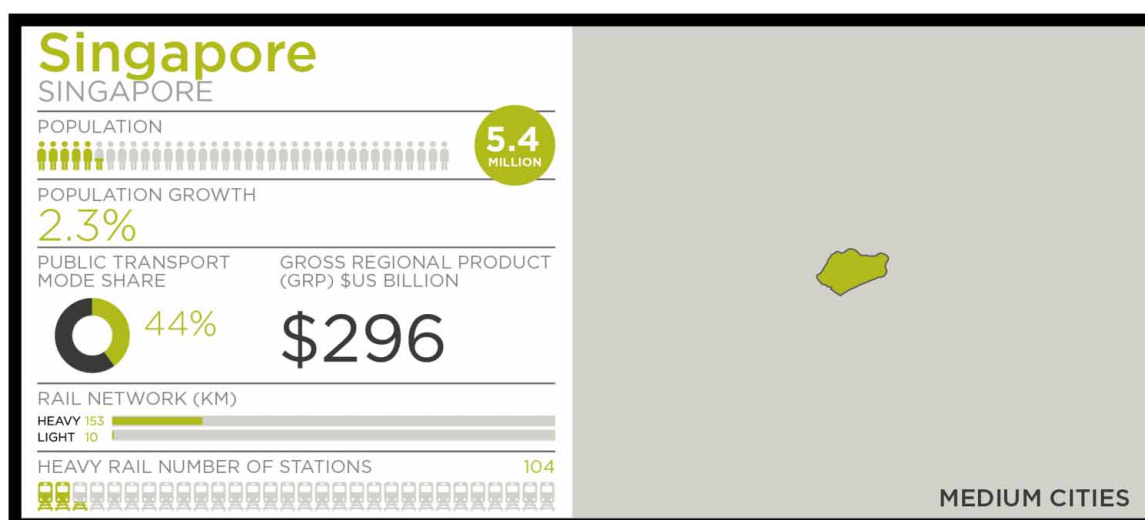 Singapore
SINGAPORE
POPULATION
5.4
MILLION
POPULATION GROWTH
2.3%
PUBLIC TRANSPORT
MODE SHARE
44%
GROSS REGIONAL PRODUCT
(GRP) $US BILLION
$296
RAIL NETWORK (KM)
HEAVY 153
LIGHT 10
HEAVY RAIL NUMBER OF STATIONS 104
MEDIUM CITIES